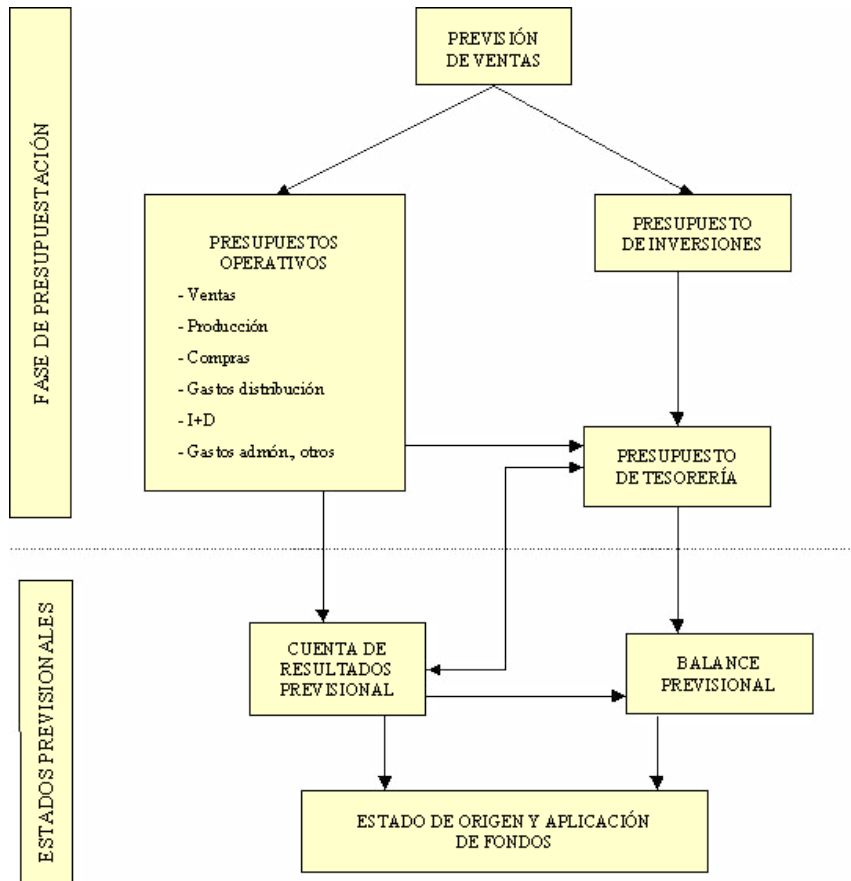 FASE DE PRESUPUESTACIÓN
PREVISIÓN
DE VENTAS
PRESUPUESTOS
OPERATIVOS
- Ventas
- Producción
- Compras
- Gastos distribución
- I+D
- Gastos admón., otros
PRESUPUESTO
DE INVERSIONES
PRESUPUESTO
DE TESORERÍA
ESTADOS PREVISIONALES
CUENTA DE
RESULTADOS
PREVISIONAL
BALANCE
PREVISIONAL
ESTADO DE ORIGEN Y APLICACIÓN
DE FONDOS